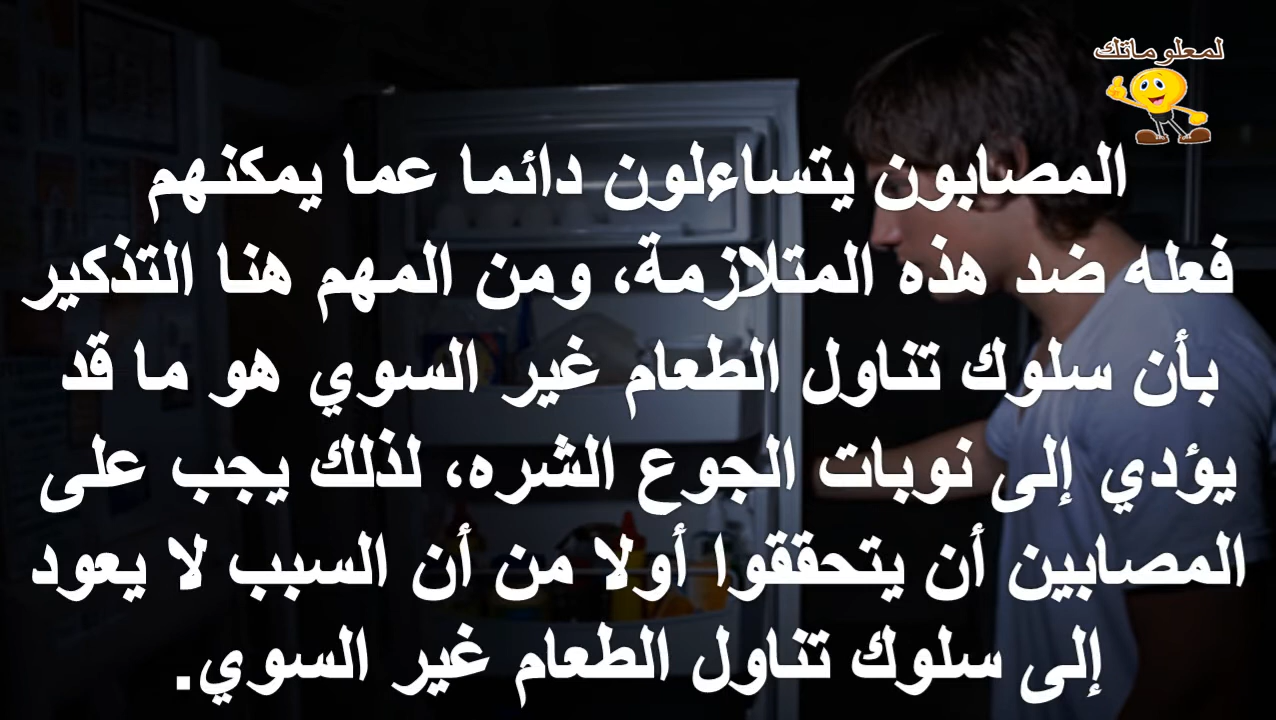 لمعلوماتك
المصابون يتساءلون دائما عما يمكنهم
فعله ضد هذه المتلازمة، ومن المهم هنا التذكير
بأن سلوك تناول الطعام غير السوي هو ما قد
يؤدي إلى نوبات الجوع الشره، لذلك يجب على
المصابين أن يتحققوا أولا من أن السبب لا يعود
إلى سلوك تناول الطعام غير السوي.